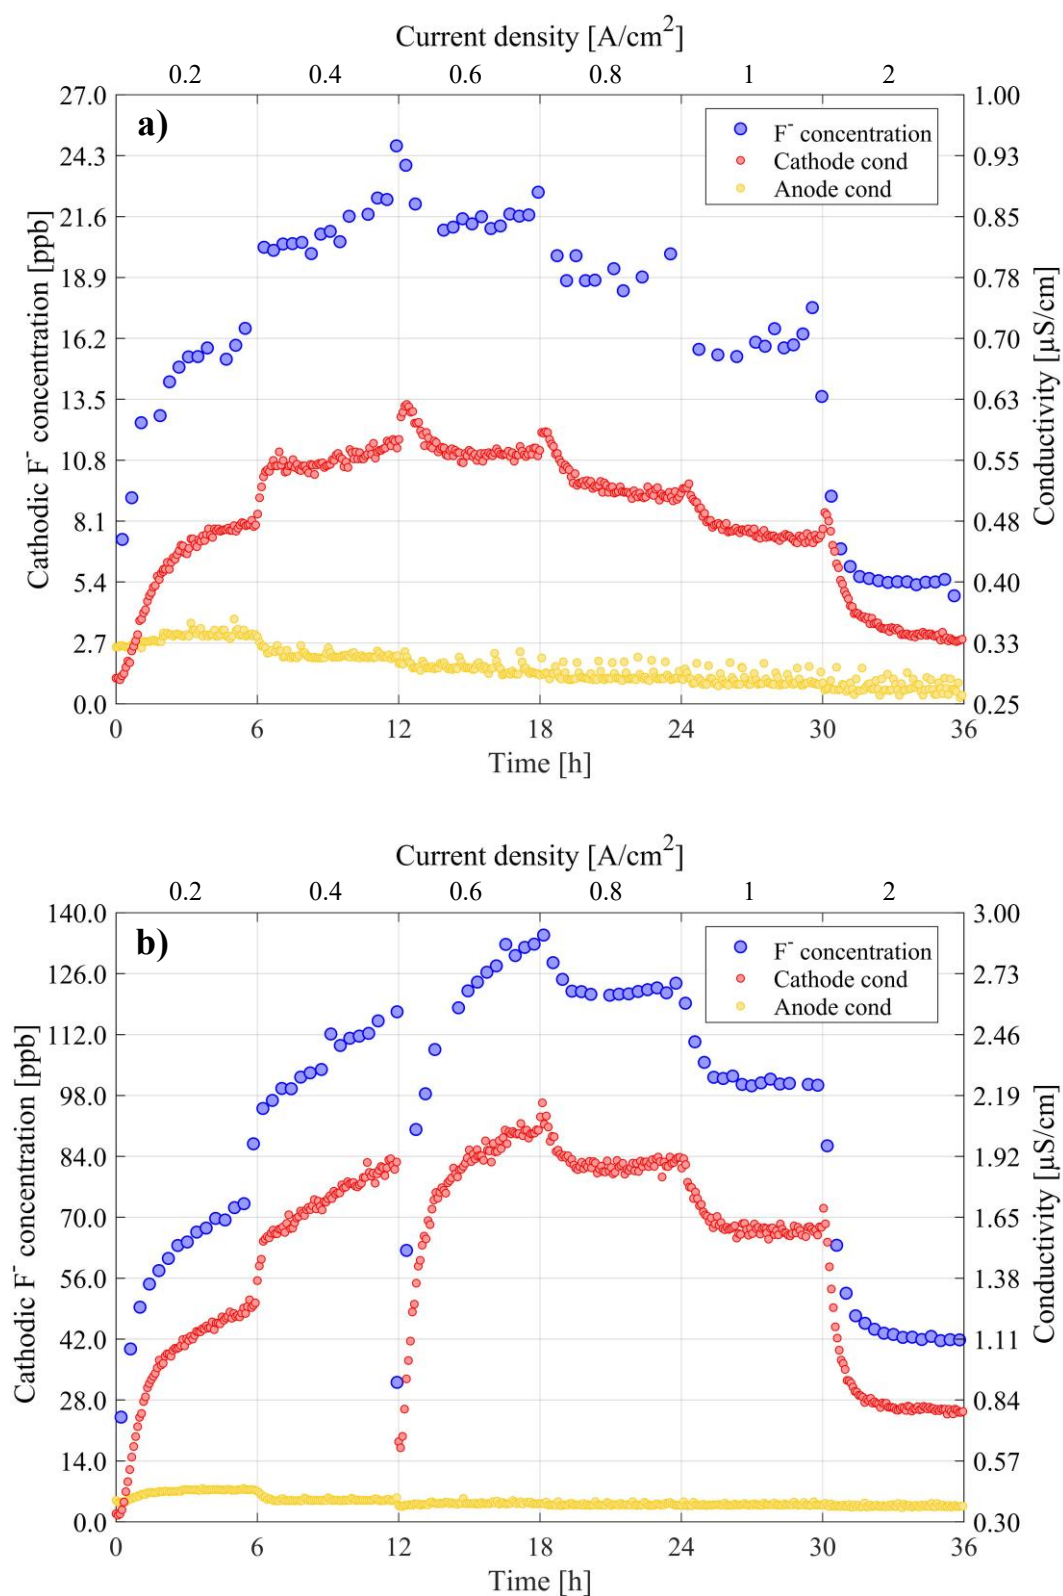 Current density [A/cm²]
0.2 0.4 0.6 0.8 1 2
a)
F⁻ concentration
Cathode cond
Anode cond
Cathodic F⁻ concentration [ppb]
27.0
24.3
21.6
18.9
16.2
13.5
10.8
8.1
5.4
2.7
0.0
Conductivity [µS/cm]
1.00
0.93
0.85
0.78
0.70
0.63
0.55
0.48
0.40
0.33
0.25
0 6 12 18 24 30 36
Time [h]
Current density [A/cm²]
0.2 0.4 0.6 0.8 1 2
b)
F⁻ concentration
Cathode cond
Anode cond
Cathodic F⁻ concentration [ppb]
140.0
126.0
112.0
98.0
84.0
70.0
56.0
42.0
28.0
14.0
0.0
Conductivity [µS/cm]
3.00
2.73
2.46
2.19
1.92
1.65
1.38
1.11
0.84
0.57
0.30
0 6 12 18 24 30 36
Time [h]